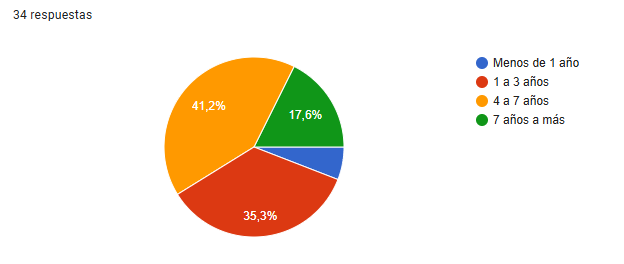 34 respuestas
Menos de 1 año
1 a 3 años
4 a 7 años
7 años a más
41,2%
17,6%
35,3%